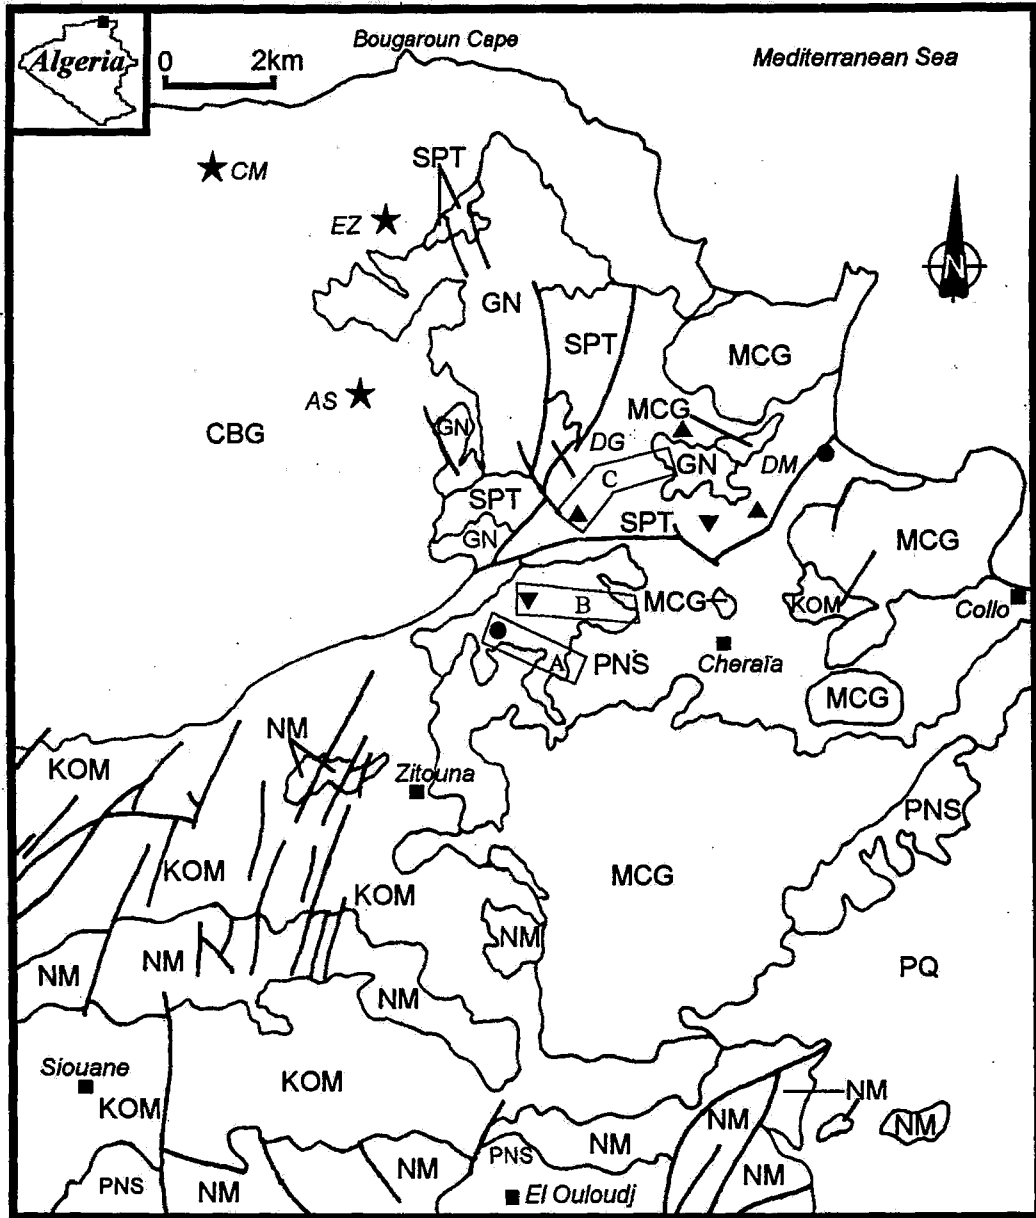 Bougaroun Cape
Mediterranean Sea
Algeria
0 2km
SPT
CM
EZ
N
GN
SPT
MCG
AS
MCG
CBG
GN
DG
GN
DM
C
SPT
SPT
GN
MCG
B
MCG
KOM
Collo
A
PNS
Cheraïa
MCG
NM
KOM
Zitouna
PNS
KOM
KOM
MCG
NM
NM
NM
NM
PQ
Siouane
KOM
KOM
NM
NM
NM
NM
PNS
NM
NM
PNS
NM
El Ouloudj